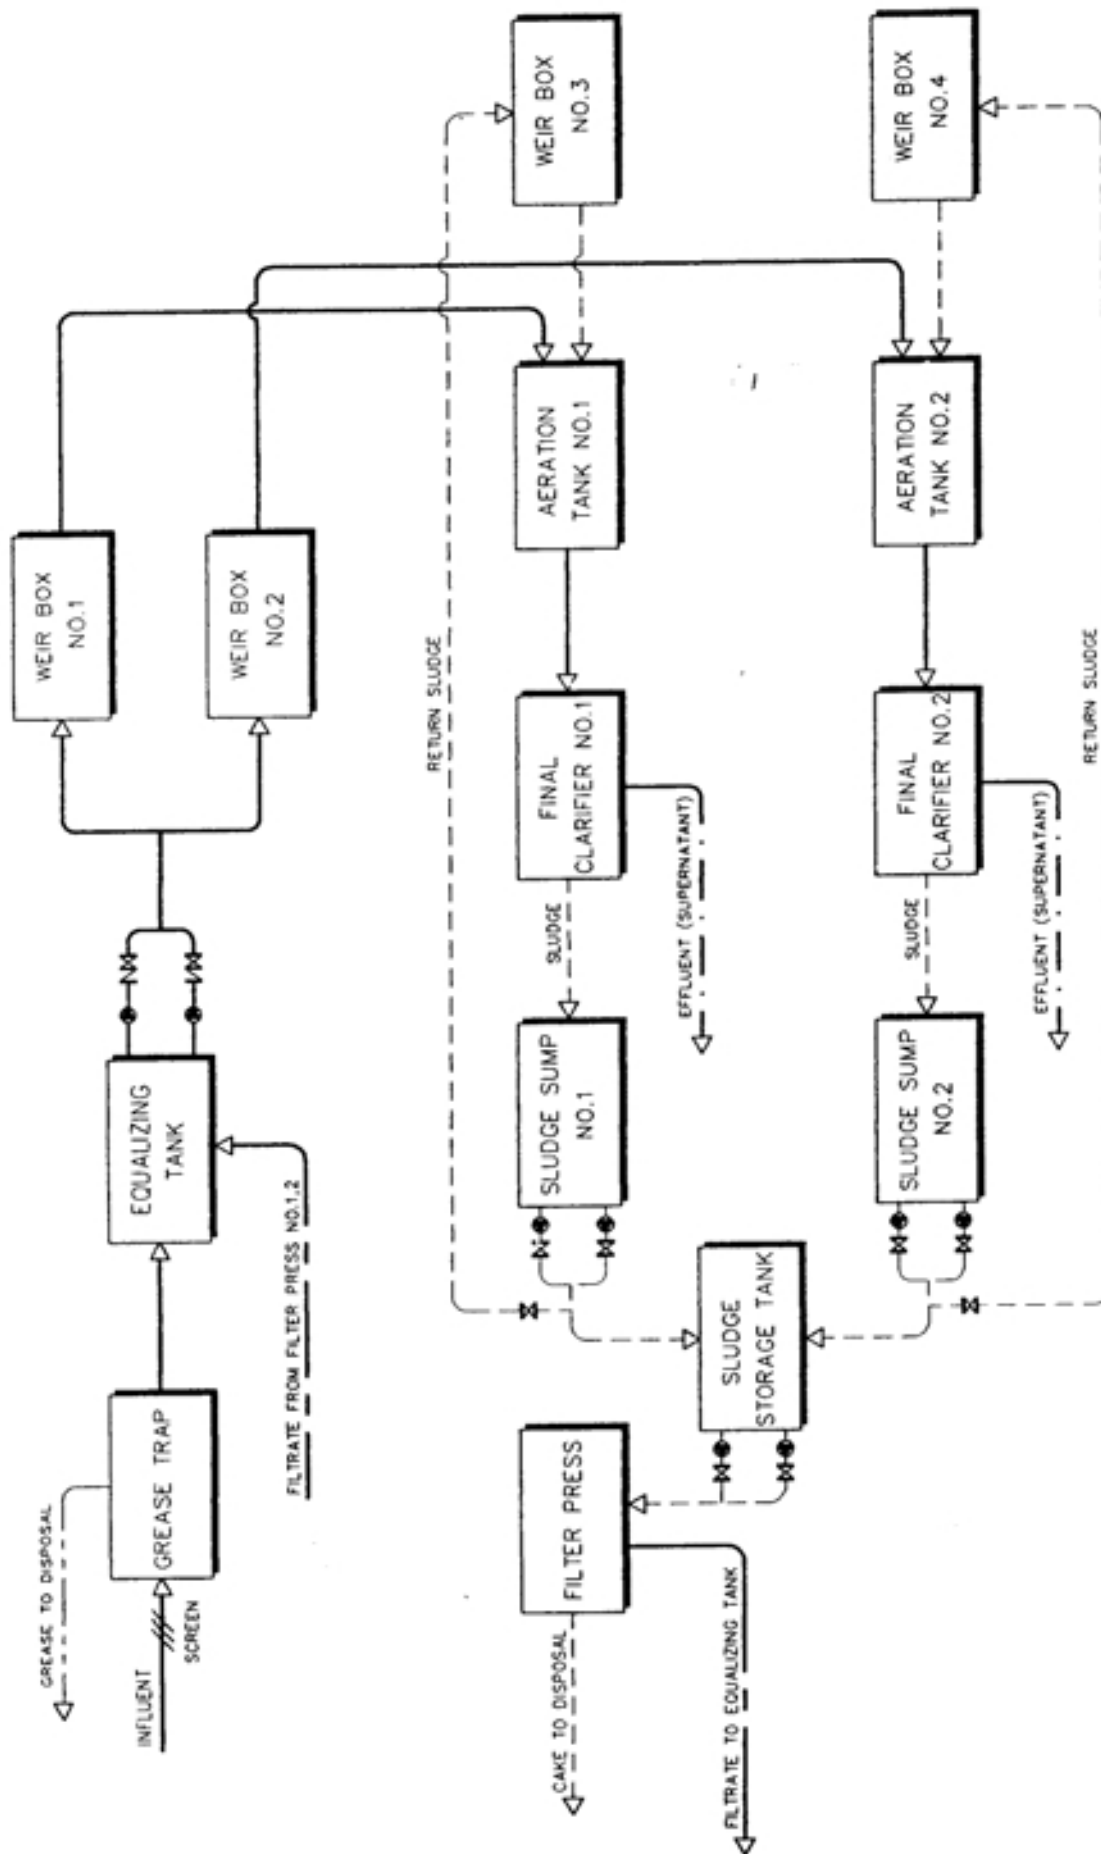 GREASE TO DISPOSAL
INFLUENT
SCREEN
GREASE TRAP
FILTRATE FROM FILTER PRESS NO.1,2
EQUALIZING
TANK
WEIR BOX
NO.1
WEIR BOX
NO.2
RETURN SLUDGE
WEIR BOX
NO.3
AERATION
TANK NO.1
FINAL
CLARIFIER NO.1
SLUDGE
EFFLUENT (SUPERNATANT)
SLUDGE SUMP
NO.1
WEIR BOX
NO.4
AERATION
TANK NO.2
FINAL
CLARIFIER NO.2
SLUDGE
EFFLUENT (SUPERNATANT)
SLUDGE SUMP
NO.2
RETURN SLUDGE
SLUDGE
STORAGE TANK
FILTER PRESS
CAKE TO DISPOSAL
FILTRATE TO EQUALIZING TANK